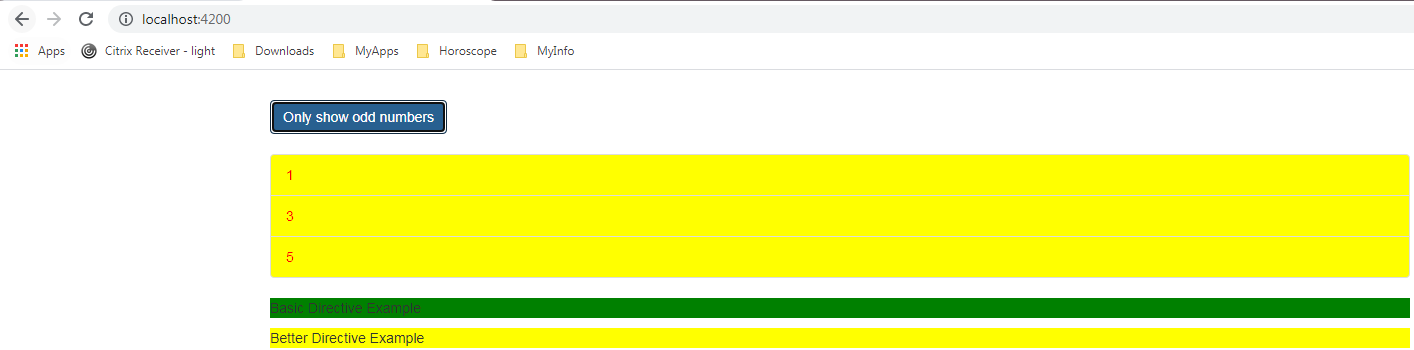 localhost:4200
Apps Citrix Receiver - light Downloads MyApps Horoscope MyInfo
Only show odd numbers
1
3
5
Basic Directive Example
Better Directive Example